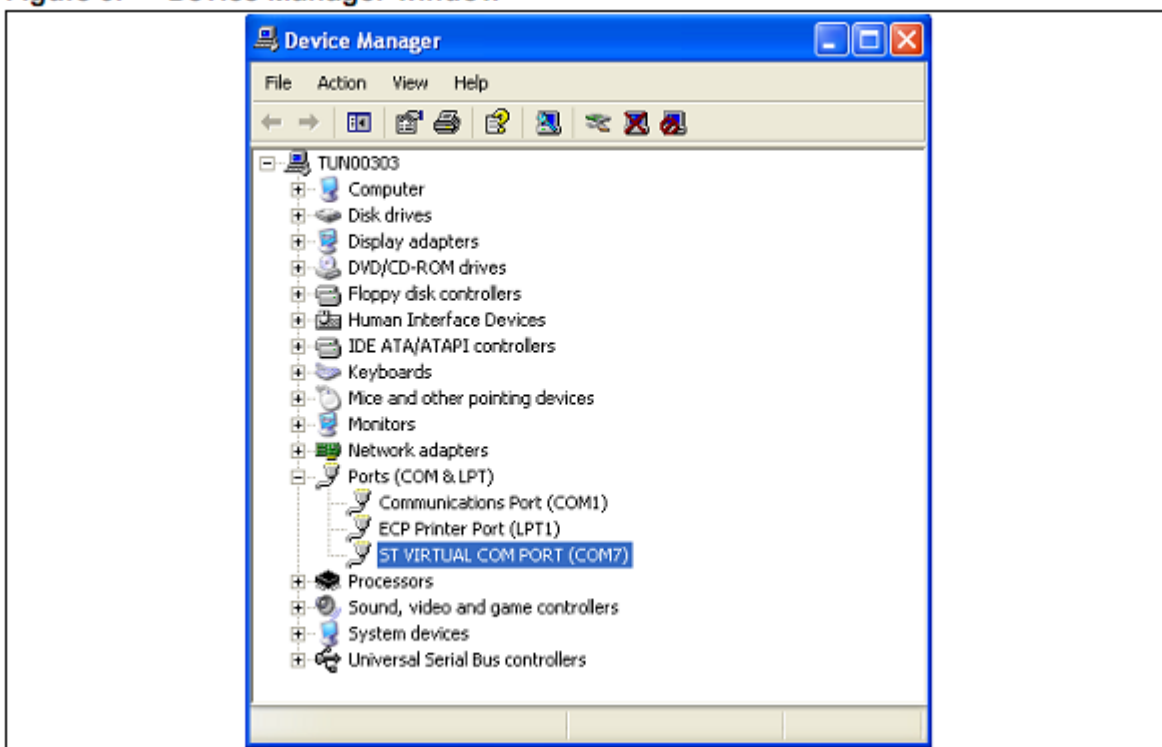 Device Manager
File Action View Help
TUN00303
Computer
Disk drives
Display adapters
DVD/CD-ROM drives
Floppy disk controllers
Human Interface Devices
IDE ATA/ATAPI controllers
Keyboards
Mice and other pointing devices
Monitors
Network adapters
Ports (COM & LPT)
Communications Port (COM1)
ECP Printer Port (LPT1)
ST VIRTUAL COM PORT (COM7)
Processors
Sound, video and game controllers
System devices
Universal Serial Bus controllers